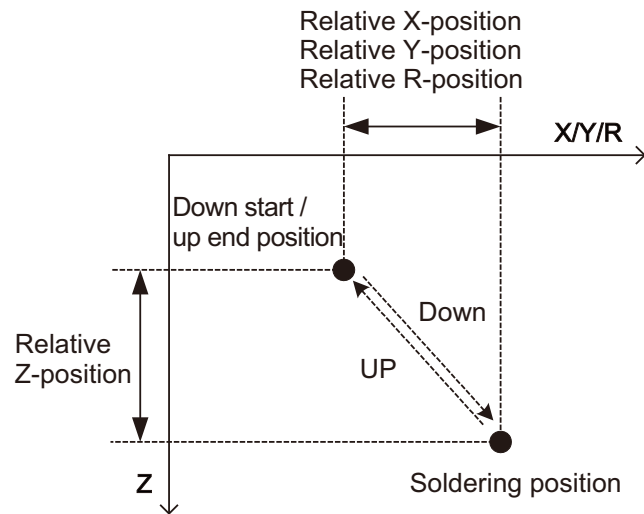 Relative X-position
Relative Y-position
Relative R-position
X/Y/R
Down start /
up end position
Down
Relative
Z-position
UP
Z
Soldering position